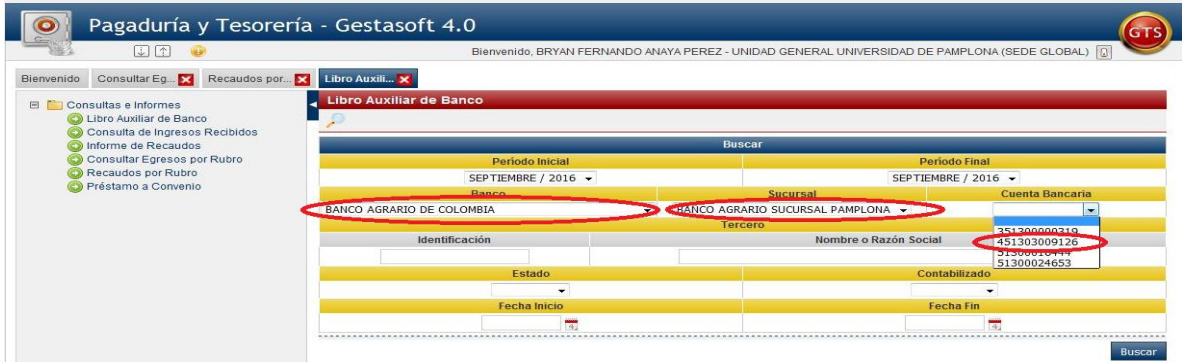 Pagaduría y Tesorería - Gestasoft 4.0
GTS
Bienvenido, BRYAN FERNANDO ANAYA PEREZ - UNIDAD GENERAL UNIVERSIDAD DE PAMPLONA (SEDE GLOBAL)
Bienvenido Consultar Eg... Recaudos por... Libro Auxili...
Consultas e Informes
Libro Auxiliar de Banco
Consulta de Ingresos Recibidos
Informe de Recaudos
Consultar Egresos por Rubro
Recaudos por Rubro
Préstamo a Convenio
Libro Auxiliar de Banco
Buscar
Período Inicial Período Final
SEPTIEMBRE / 2016 SEPTIEMBRE / 2016
Banco Sucursal Cuenta Bancaria
BANCO AGRARIO DE COLOMBIA BANCO AGRARIO SUCURSAL PAMPLONA
Tercero
351300000319
Identificación Nombre o Razón Social
451303009126
51300024653
Estado Contabilizado
Fecha Inicio Fecha Fin
Buscar